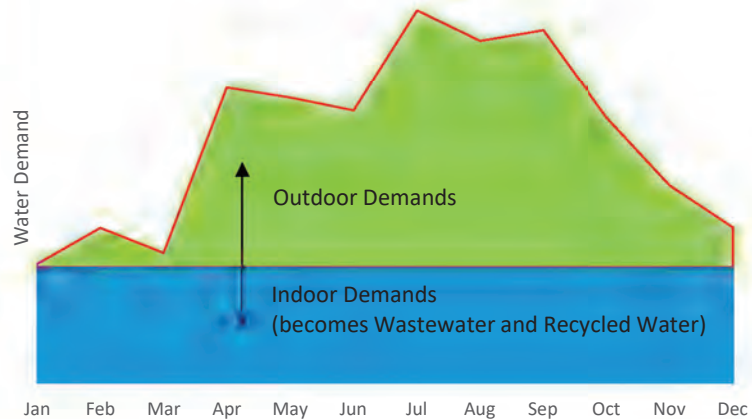 Water Demand
Outdoor Demands
Indoor Demands
(becomes Wastewater and Recycled Water)
Jan Feb Mar Apr May Jun Jul Aug Sep Oct Nov Dec